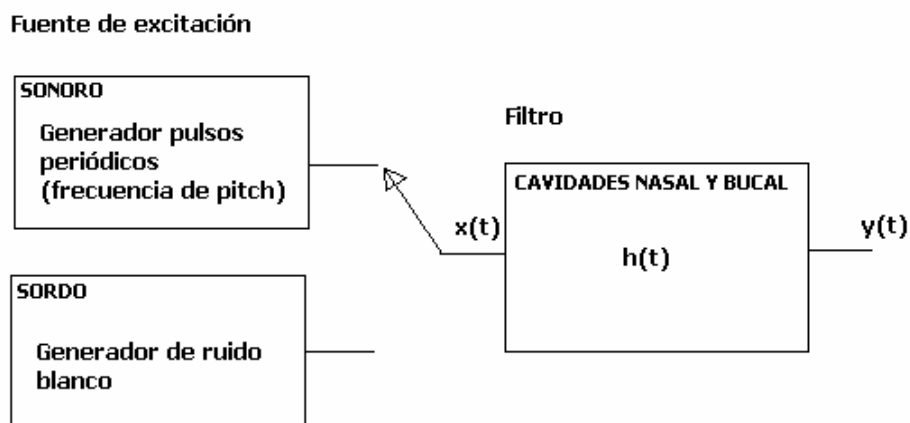 Fuente de excitación
SONORO
Generador pulsos
periódicos
(frecuencia de pitch)
Filtro
CAVIDADES NASAL Y BUCAL
x(t)
h(t)
y(t)
SORDO
Generador de ruido
blanco